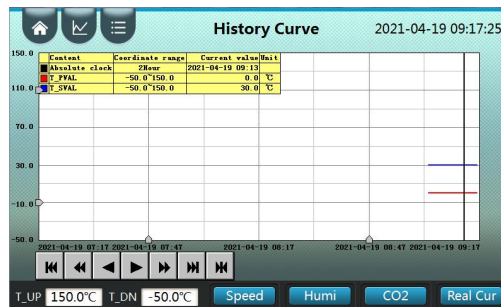 History Curve
2021-04-19 09:17:25
150.0
Content Coordinate range Current value Unit
Absolute clock 2Hour 2021-04-19 09:13
T_PVAL -50.0~150.0 0.0 ℃
T_SVAL -50.0~150.0 30.0 ℃
110.0
70.0
30.0
-10.0
-50.0
2021-04-19 07:17 2021-04-19 07:47 2021-04-19 08:17 2021-04-19 08:47 2021-04-19 09:17
T_UP 150.0℃ T_DN -50.0℃ Speed Humi CO2 Real Cur